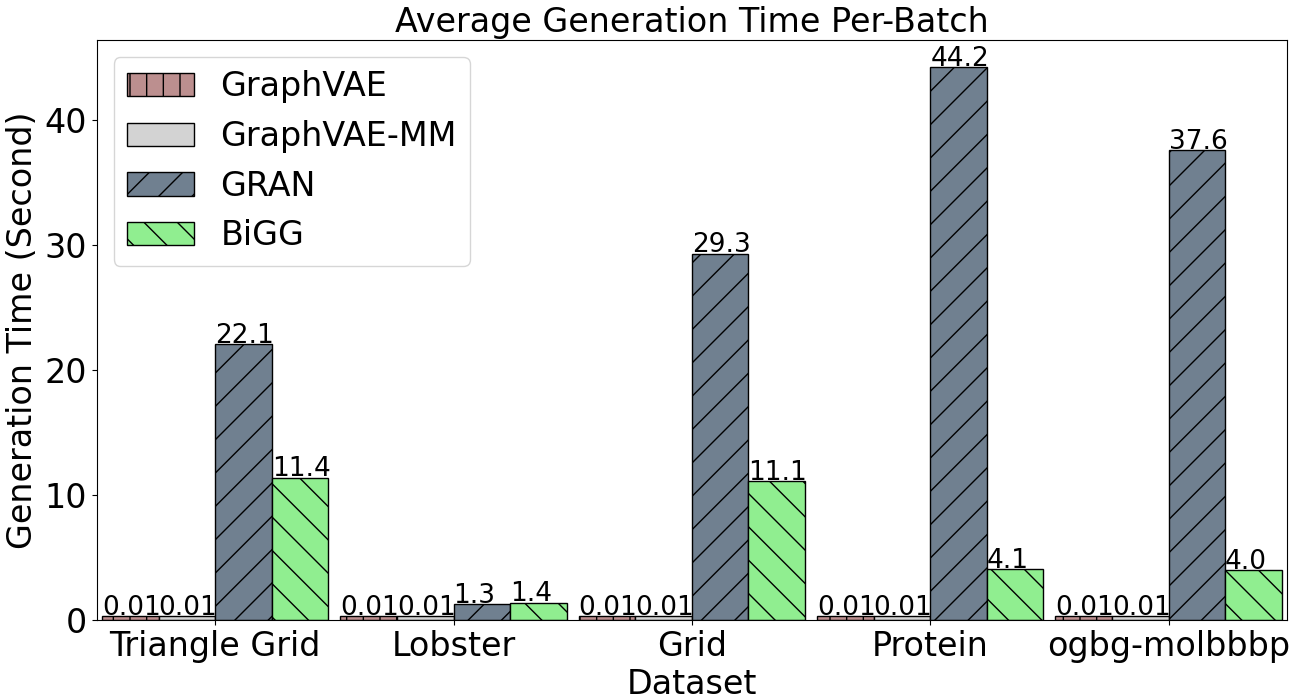 Average Generation Time Per-Batch
GraphVAE
GraphVAE-MM
GRAN
BiGG
Generation Time (Second)
40
30
20
10
0
0.01 0.01 22.1 11.4
0.01 0.01 1.3 1.4
0.01 0.01 29.3 11.1
0.01 0.01 44.2 4.1
0.01 0.01 37.6 4.0
Triangle Grid Lobster Grid Protein ogbg-molbbbp
Dataset